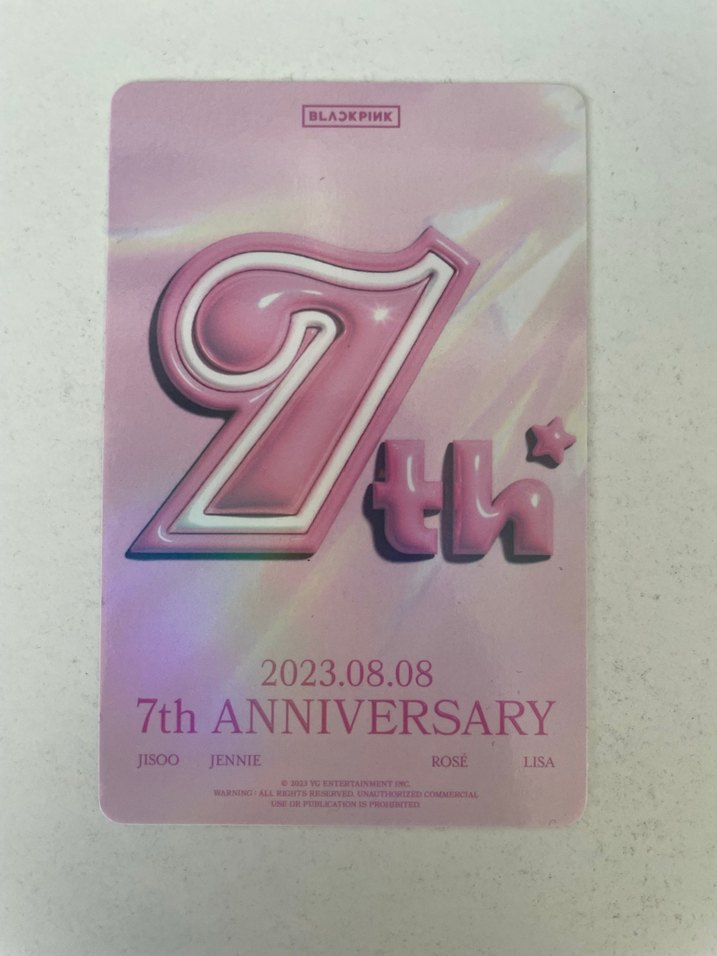 BLACKPINK
7th
2023.08.08
7th ANNIVERSARY
JISOO JENNIE ROSÉ LISA
© 2023 YG ENTERTAINMENT INC.
WARNING : ALL RIGHTS RESERVED. UNAUTHORIZED COMMERCIAL
USE OR PUBLICATION IS PROHIBITED.